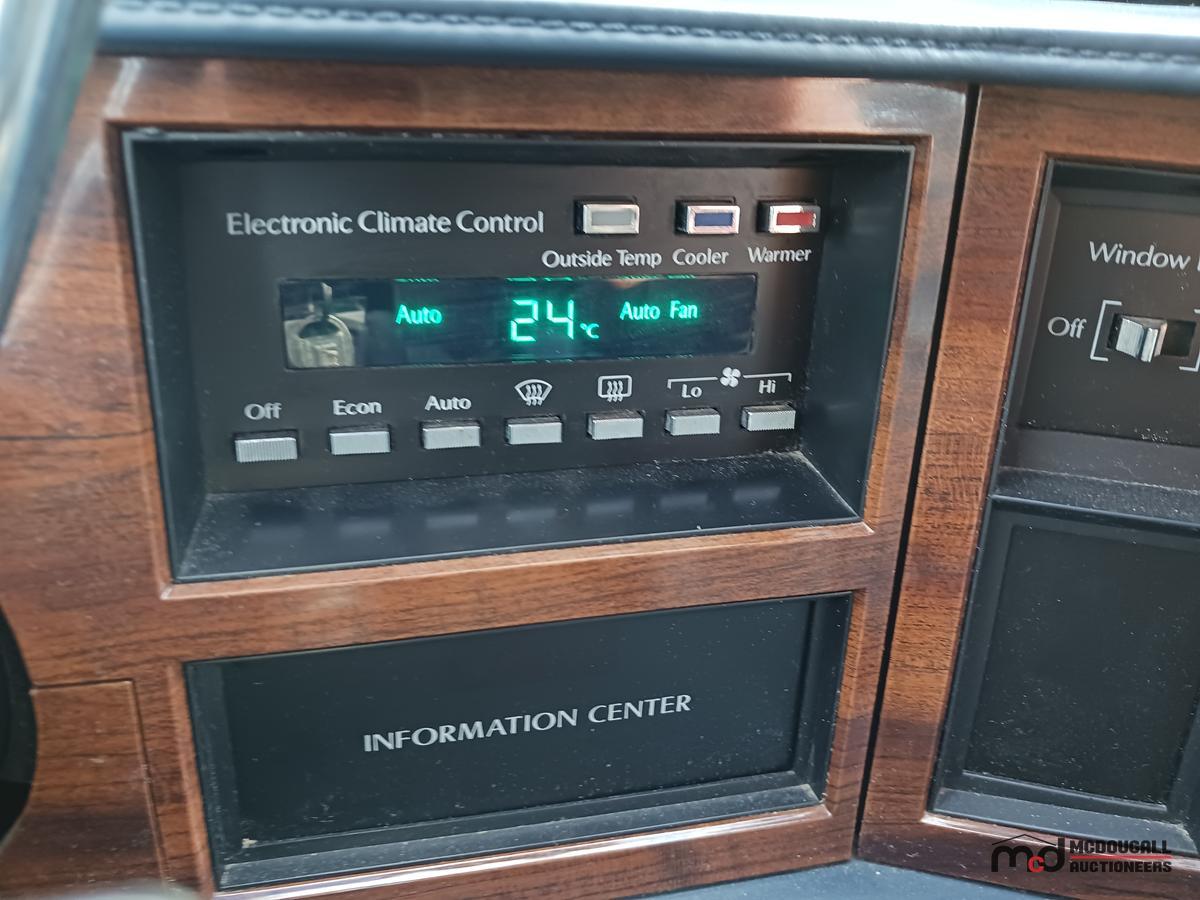 Electronic Climate Control
Outside Temp Cooler Warmer
Auto 24°C Auto Fan
Off Econ Auto Lo Hi
INFORMATION CENTER
Window
Off
mcd MCDOUGALL
AUCTIONEERS